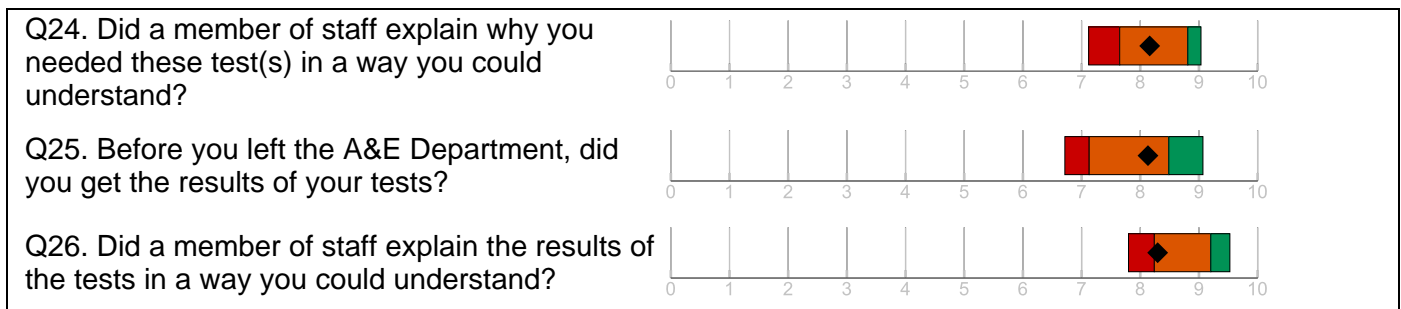 Q24. Did a member of staff explain why you
needed these test(s) in a way you could
understand?
0 1 2 3 4 5 6 7 8 9 10
Q25. Before you left the A&E Department, did
you get the results of your tests?
0 1 2 3 4 5 6 7 8 9 10
Q26. Did a member of staff explain the results of
the tests in a way you could understand?
0 1 2 3 4 5 6 7 8 9 10